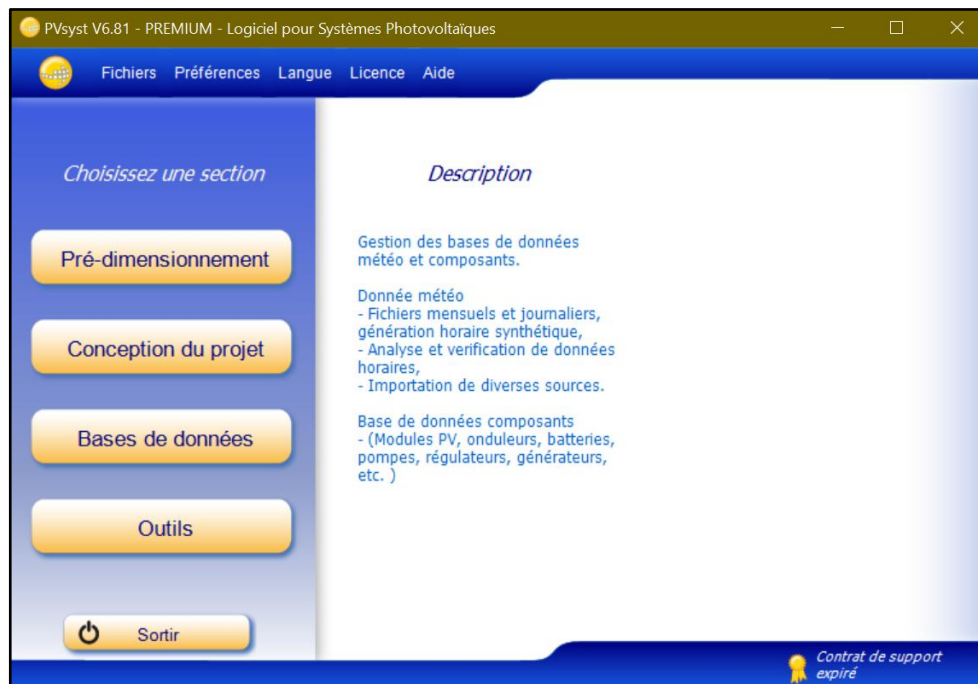 PVsyst V6.81 - PREMIUM - Logiciel pour Systèmes Photovoltaïques
Fichiers Préférences Langue Licence Aide
Choisissez une section
Pré-dimensionnement
Conception du projet
Bases de données
Outils
Sortir
Description
Gestion des bases de données
météo et composants.
Donnée météo
- Fichiers mensuels et journaliers,
génération horaire synthétique,
- Analyse et verification de données
horaires,
- Importation de diverses sources.
Base de données composants
- (Modules PV, onduleurs, batteries,
pompes, régulateurs, générateurs,
etc. )
Contrat de support
expiré